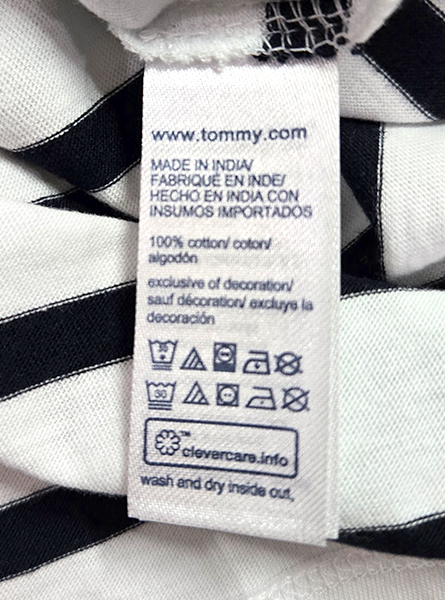 www.tommy.com
MADE IN INDIA/
FABRIQUÉ EN INDE/
HECHO EN INDIA CON
INSUMOS IMPORTADOS
100% cotton/ coton/
algodón
exclusive of decoration/
sauf décoration/ excluye la
decoración
30
30
™
clevercare.info
wash and dry inside out,